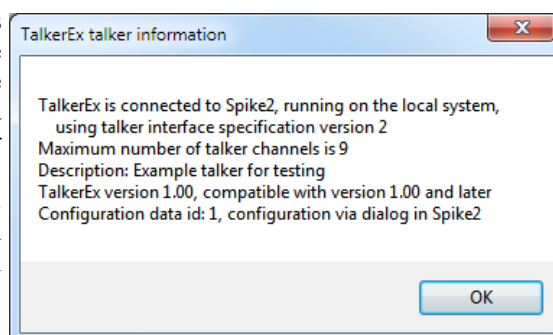 TalkerEx talker information
TalkerEx is connected to Spike2, running on the local system,
using talker interface specification version 2
Maximum number of talker channels is 9
Description: Example talker for testing
TalkerEx version 1.00, compatible with version 1.00 and later
Configuration data id: 1, configuration via dialog in Spike2
OK